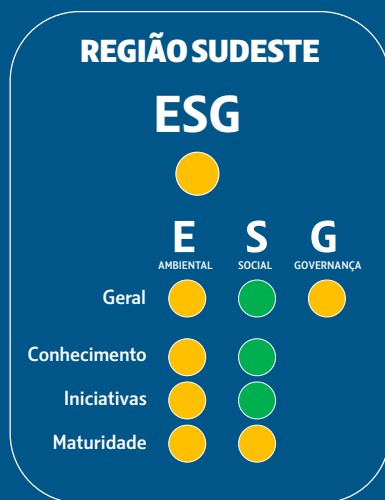 REGIÃO SUDESTE
ESG
E S G
AMBIENTAL SOCIAL GOVERNANÇA
Geral
Conhecimento
Iniciativas
Maturidade